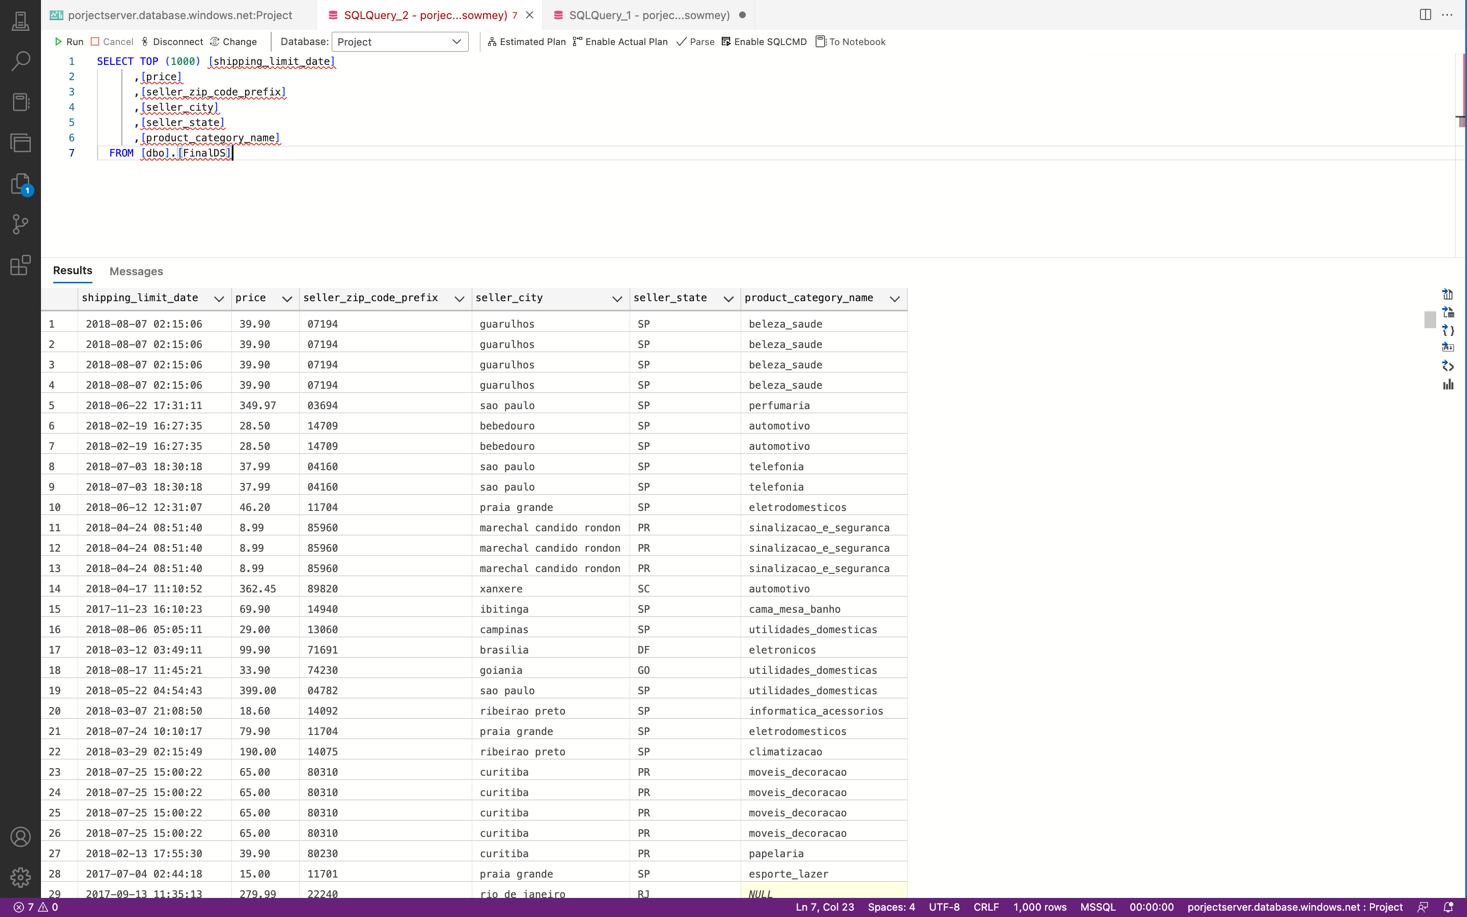 porjectserver.database.windows.net:Project SQLQuery_2 - porjec...sowmey) 7 SQLQuery_1 - porjec...sowmey)
Run Cancel Disconnect Change Database: Project Estimated Plan Enable Actual Plan Parse Enable SQLCMD To Notebook
1 SELECT TOP (1000) [shipping_limit_date]
2 ,[price]
3 ,[seller_zip_code_prefix]
4 ,[seller_city]
5 ,[seller_state]
6 ,[product_category_name]
7 FROM [dbo].[FinalDS]
1
Results Messages
shipping_limit_date price seller_zip_code_prefix seller_city seller_state product_category_name
1 2018-08-07 02:15:06 39.90 07194 guarulhos SP beleza_saude
2 2018-08-07 02:15:06 39.90 07194 guarulhos SP beleza_saude
3 2018-08-07 02:15:06 39.90 07194 guarulhos SP beleza_saude
4 2018-08-07 02:15:06 39.90 07194 guarulhos SP beleza_saude
5 2018-06-22 17:31:11 349.97 03694 sao paulo SP perfumaria
6 2018-02-19 16:27:35 28.50 14709 bebedouro SP automotivo
7 2018-02-19 16:27:35 28.50 14709 bebedouro SP automotivo
8 2018-07-03 18:30:18 37.99 04160 sao paulo SP telefonia
9 2018-07-03 18:30:18 37.99 04160 sao paulo SP telefonia
10 2018-06-12 12:31:07 46.20 11704 praia grande SP eletrodomesticos
11 2018-04-24 08:51:40 8.99 85960 marechal candido rondon PR sinalizacao_e_seguranca
12 2018-04-24 08:51:40 8.99 85960 marechal candido rondon PR sinalizacao_e_seguranca
13 2018-04-24 08:51:40 8.99 85960 marechal candido rondon PR sinalizacao_e_seguranca
14 2018-04-17 11:10:52 362.45 89820 xanxere SC automotivo
15 2017-11-23 16:10:23 69.90 14940 ibitinga SP cama_mesa_banho
16 2018-08-06 05:05:11 29.00 13060 campinas SP utilidades_domesticas
17 2018-03-12 03:49:11 99.90 71691 brasilia DF eletronicos
18 2018-08-17 11:45:21 33.90 74230 goiania GO utilidades_domesticas
19 2018-05-22 04:54:43 399.00 04782 sao paulo SP utilidades_domesticas
20 2018-03-07 21:08:50 18.60 14092 ribeirao preto SP informatica_acessorios
21 2018-07-24 10:10:17 79.90 11704 praia grande SP eletrodomesticos
22 2018-03-29 02:15:49 190.00 14075 ribeirao preto SP climatizacao
23 2018-07-25 15:00:22 65.00 80310 curitiba PR moveis_decoracao
24 2018-07-25 15:00:22 65.00 80310 curitiba PR moveis_decoracao
25 2018-07-25 15:00:22 65.00 80310 curitiba PR moveis_decoracao
26 2018-07-25 15:00:22 65.00 80310 curitiba PR moveis_decoracao
27 2018-02-13 17:55:30 39.90 80230 curitiba PR papelaria
28 2017-07-04 02:44:18 15.00 11701 praia grande SP esporte_lazer
29 2017-09-13 11:35:13 279.99 22240 rio de janeiro RJ NULL
7 0 Ln 7, Col 23 Spaces: 4 UTF-8 CRLF 1,000 rows MSSQL 00:00:00 porjectserver.database.windows.net : Project